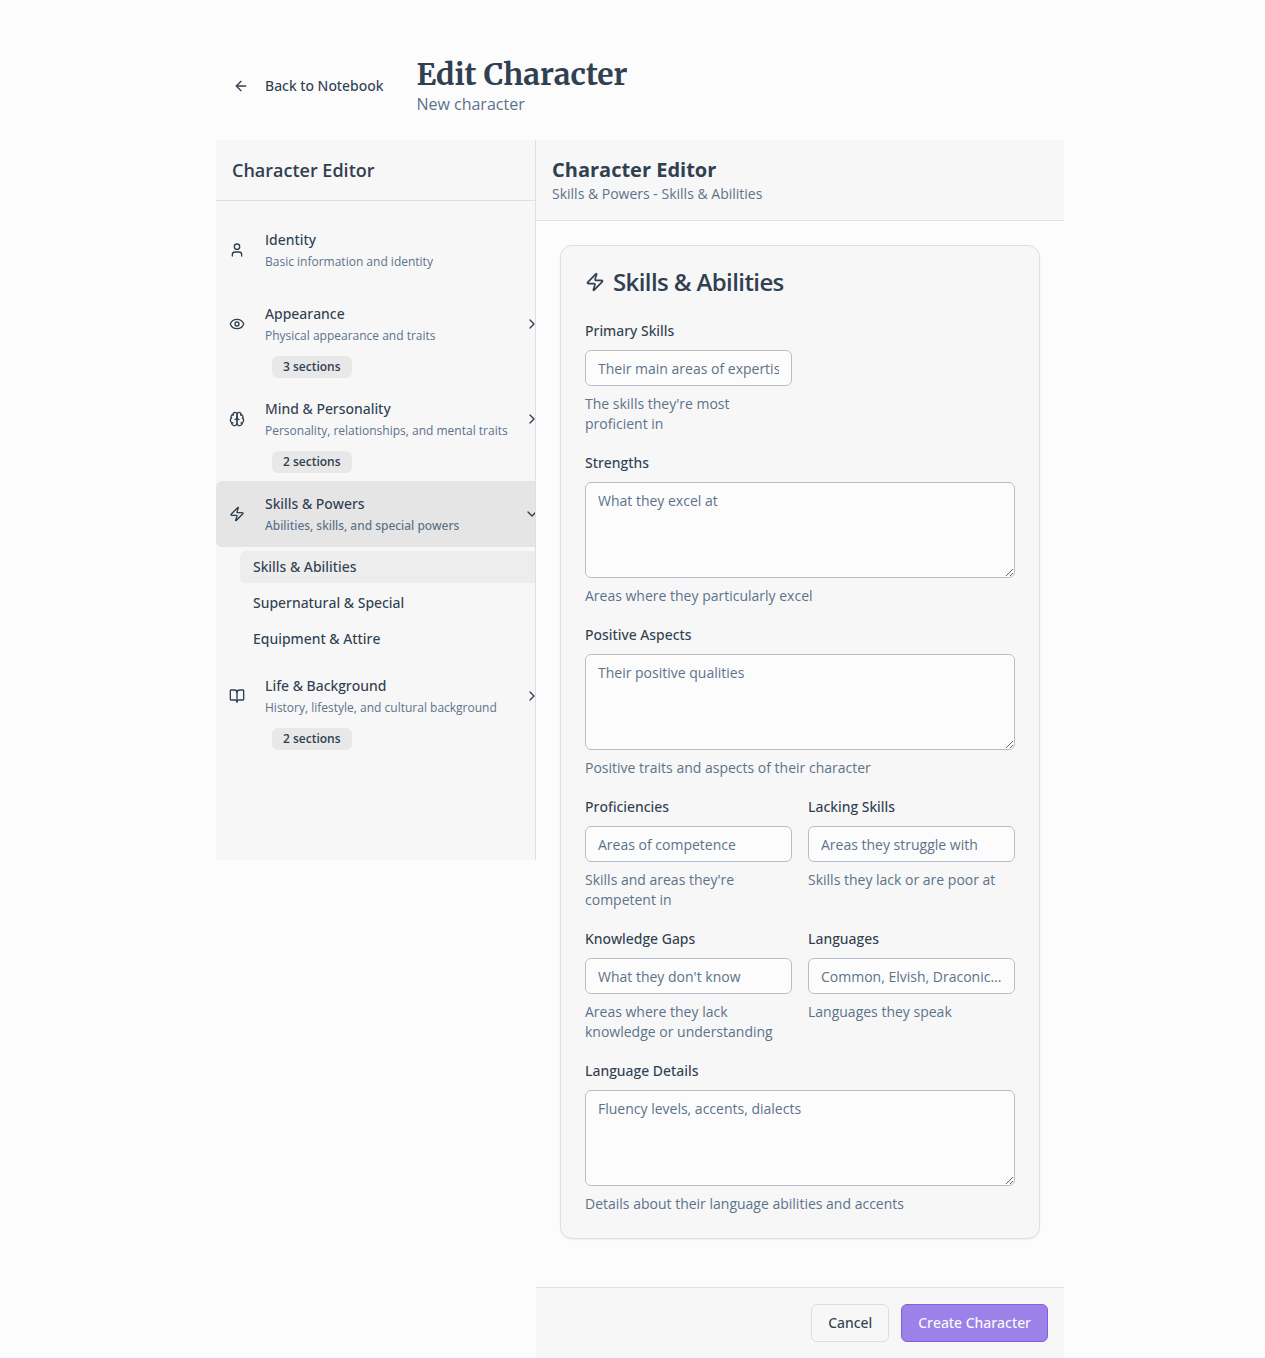 Back to Notebook
Edit Character
New character
Character Editor
Identity
Basic information and identity
Appearance
Physical appearance and traits
3 sections
Mind & Personality
Personality, relationships, and mental traits
2 sections
Skills & Powers
Abilities, skills, and special powers
Skills & Abilities
Supernatural & Special
Equipment & Attire
Life & Background
History, lifestyle, and cultural background
2 sections
Character Editor
Skills & Powers - Skills & Abilities
Skills & Abilities
Primary Skills
Their main areas of expertis
The skills they're most
proficient in
Strengths
What they excel at
Areas where they particularly excel
Positive Aspects
Their positive qualities
Positive traits and aspects of their character
Proficiencies
Areas of competence
Skills and areas they're
competent in
Lacking Skills
Areas they struggle with
Skills they lack or are poor at
Knowledge Gaps
What they don't know
Areas where they lack
knowledge or understanding
Languages
Common, Elvish, Draconic...
Languages they speak
Language Details
Fluency levels, accents, dialects
Details about their language abilities and accents
Cancel
Create Character